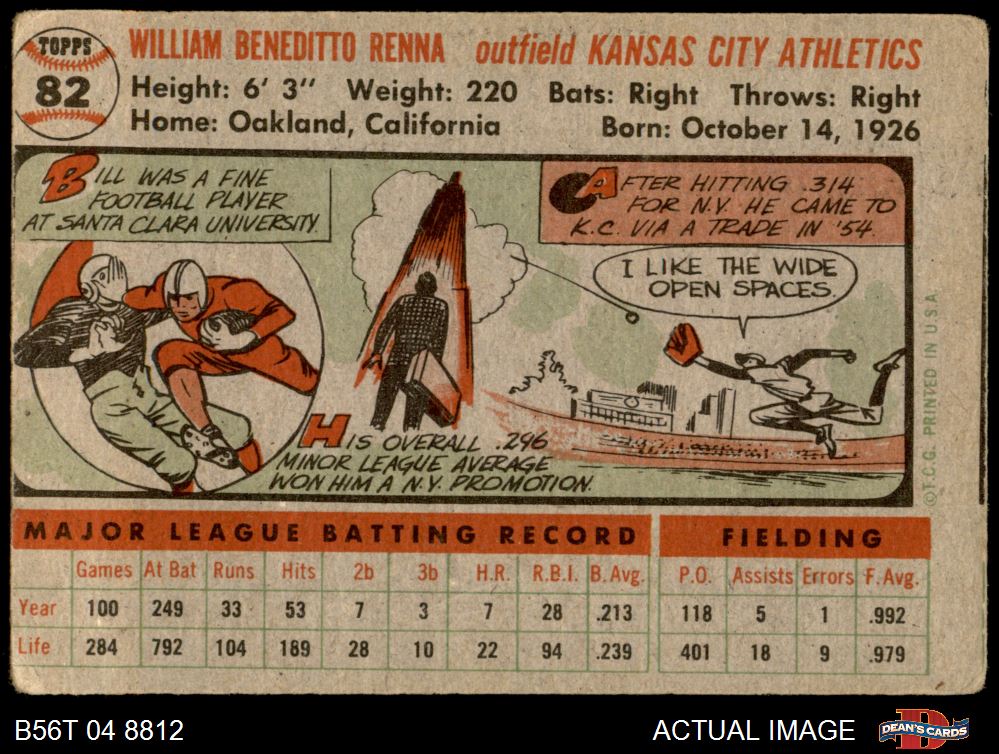 TOPPS
82
WILLIAM BENEDITTO RENNA outfield KANSAS CITY ATHLETICS
Height: 6' 3" Weight: 220 Bats: Right Throws: Right
Home: Oakland, California Born: October 14, 1926
BILL WAS A FINE
FOOTBALL PLAYER
AT SANTA CLARA UNIVERSITY.
HIS OVERALL .296
MINOR LEAGUE AVERAGE
WON HIM A N.Y. PROMOTION.
AFTER HITTING .314
FOR N.Y. HE CAME TO
K.C. VIA A TRADE IN '54.
I LIKE THE WIDE
OPEN SPACES.
©T.C.G. PRINTED IN U.S.A.
MAJOR LEAGUE BATTING RECORD FIELDING
Games At Bat Runs Hits 2b 3b H.R. R.B.I. B. Avg. P.O. Assists Errors F. Avg.
Year 100 249 33 53 7 3 7 28 .213 118 5 1 .992
Life 284 792 104 189 28 10 22 94 .239 401 18 9 .979
B56T 04 8812 ACTUAL IMAGE DEAN'S CARDS